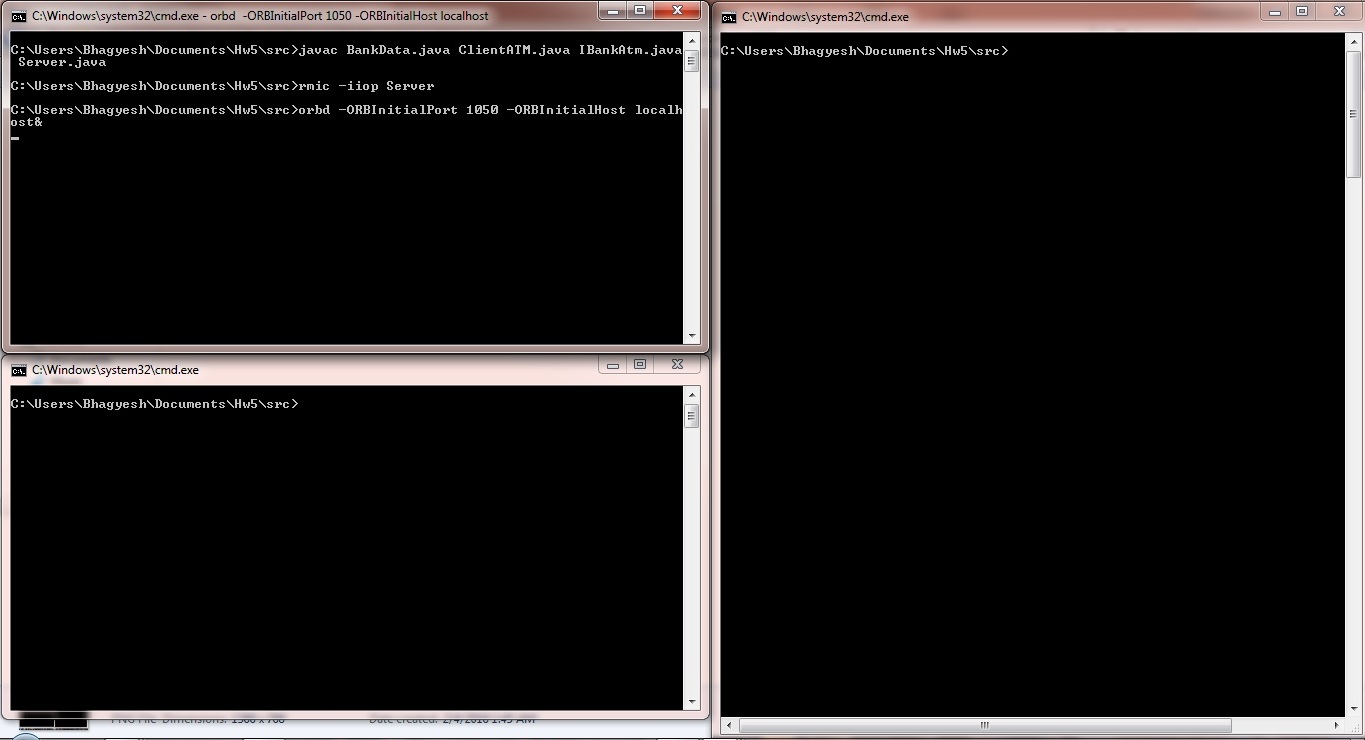 C:\Windows\system32\cmd.exe - orbd -ORBInitialPort 1050 -ORBInitialHost localhost
C:\Users\Bhagyesh\Documents\Hw5\src>javac BankData.java ClientATM.java IBankAtm.java
Server.java
C:\Users\Bhagyesh\Documents\Hw5\src>rmic -iiop Server
C:\Users\Bhagyesh\Documents\Hw5\src>orbd -ORBInitialPort 1050 -ORBInitialHost localh
ost&
C:\Windows\system32\cmd.exe
C:\Users\Bhagyesh\Documents\Hw5\src>
C:\Windows\system32\cmd.exe
C:\Users\Bhagyesh\Documents\Hw5\src>
PNG File Dimensions: Date created: